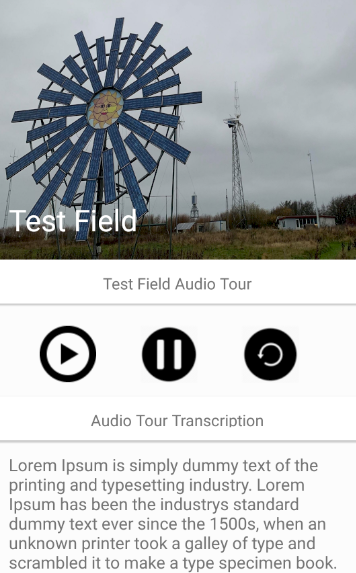 Test Field
Test Field Audio Tour
Audio Tour Transcription
Lorem Ipsum is simply dummy text of the
printing and typesetting industry. Lorem
Ipsum has been the industrys standard
dummy text ever since the 1500s, when an
unknown printer took a galley of type and
scrambled it to make a type specimen book.